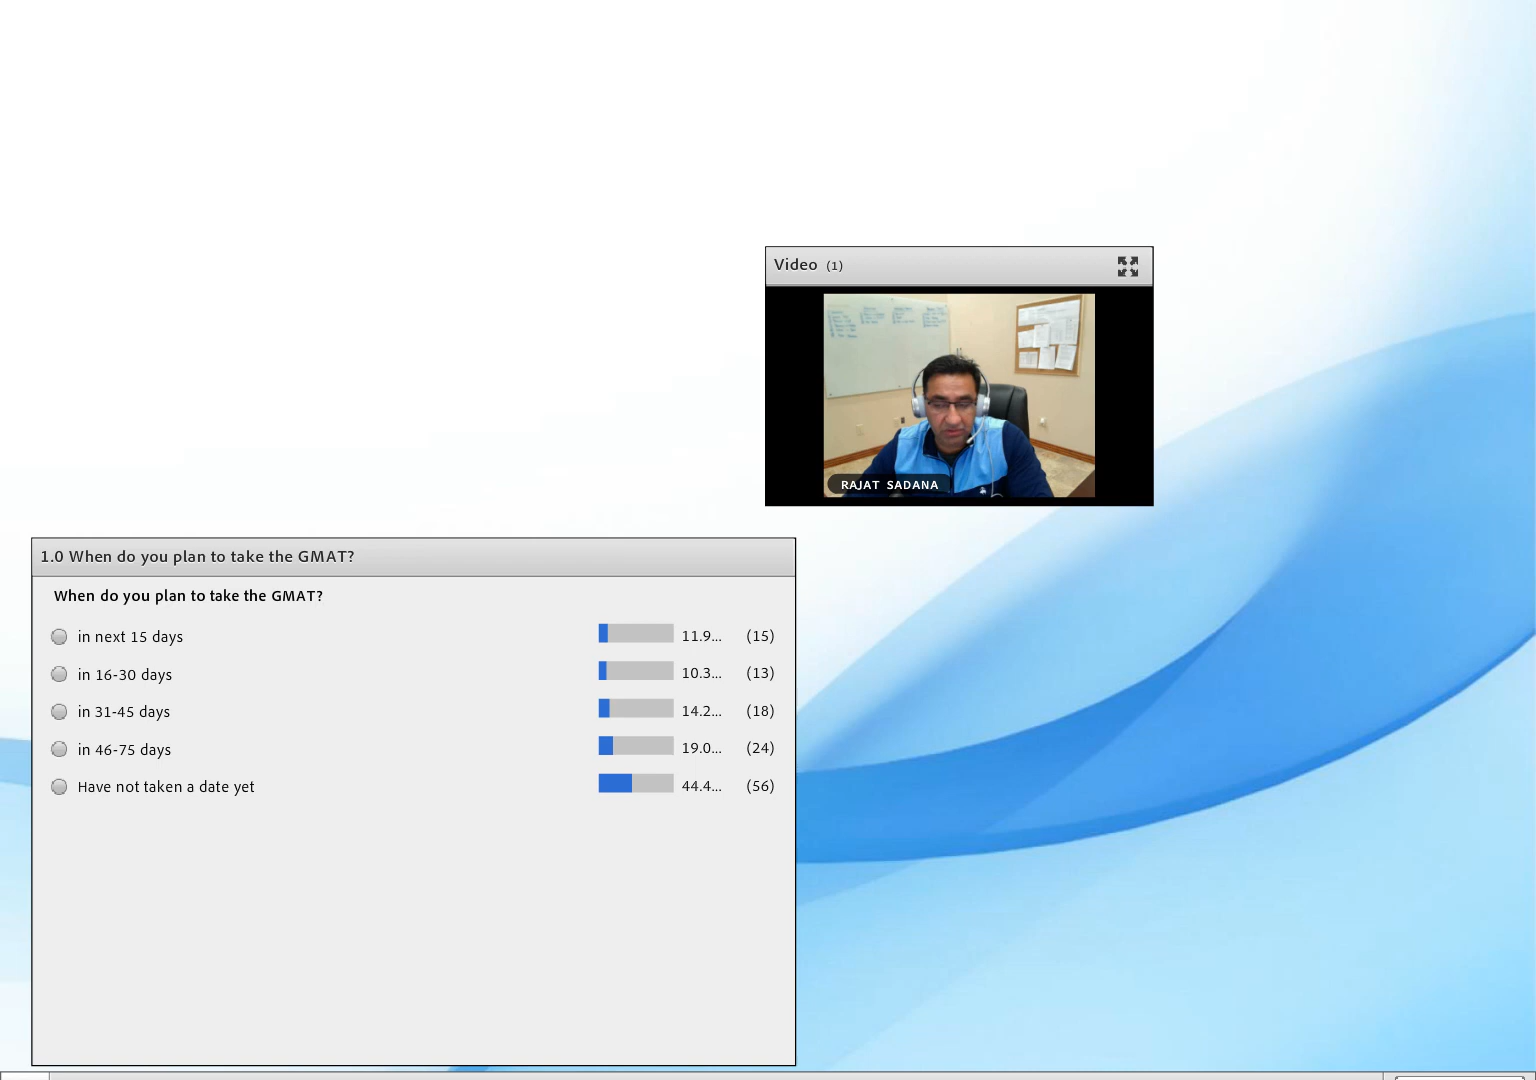 Video (1)
RAJAT SADANA
1.0 When do you plan to take the GMAT?
When do you plan to take the GMAT?
in next 15 days 11.9... (15)
in 16-30 days 10.3... (13)
in 31-45 days 14.2... (18)
in 46-75 days 19.0... (24)
Have not taken a date yet 44.4... (56)